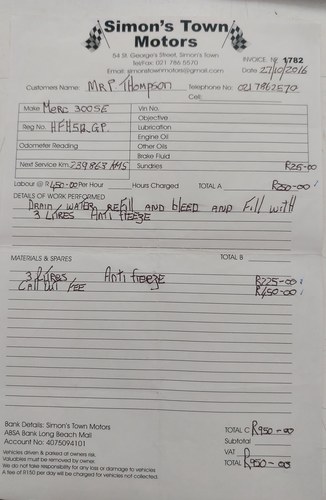 Simon's Town
Motors
84 St. George's Street, Simon's Town
Tel/Fax: 021 786 5570
Email: simonstownmotors@gmail.com
INVOICE Nº 1782
Date 27/10/2016
Customers Name: MR P Thompson
Telephone No: 021 7862570
Cell:
Make MERC 300SE
Vin No.
Objective
Reg No. HFH512 GP
Lubrication
Engine Oil
Odometer Reading
Other Oils
Brake Fluid
Next Service Km 239863 KMS
Sundries R25-00
Labour @ R450-00 Per Hour Hours Charged TOTAL A R250-00
DETAILS OF WORK PERFORMED
DRAIN/WATER REFILL AND bleed AND Fill with
3 LITRES ANTI FREEZE
MATERIALS & SPARES TOTAL B
3 LITRES ANTI FREEZE R225-00
CALL OUT FEE R450-00
Bank Details: Simon's Town Motors
ABSA Bank Long Beach Mall
Account No: 4075094101
Vehicles driven & parked at owners risk.
Valuables must be removed by owner.
We do not take responsibility for any loss or damage to vehicles
A fee of R150 per day will be charged for vehicles not collected.
TOTAL C R950-00
Subtotal
VAT
TOTAL R950-00